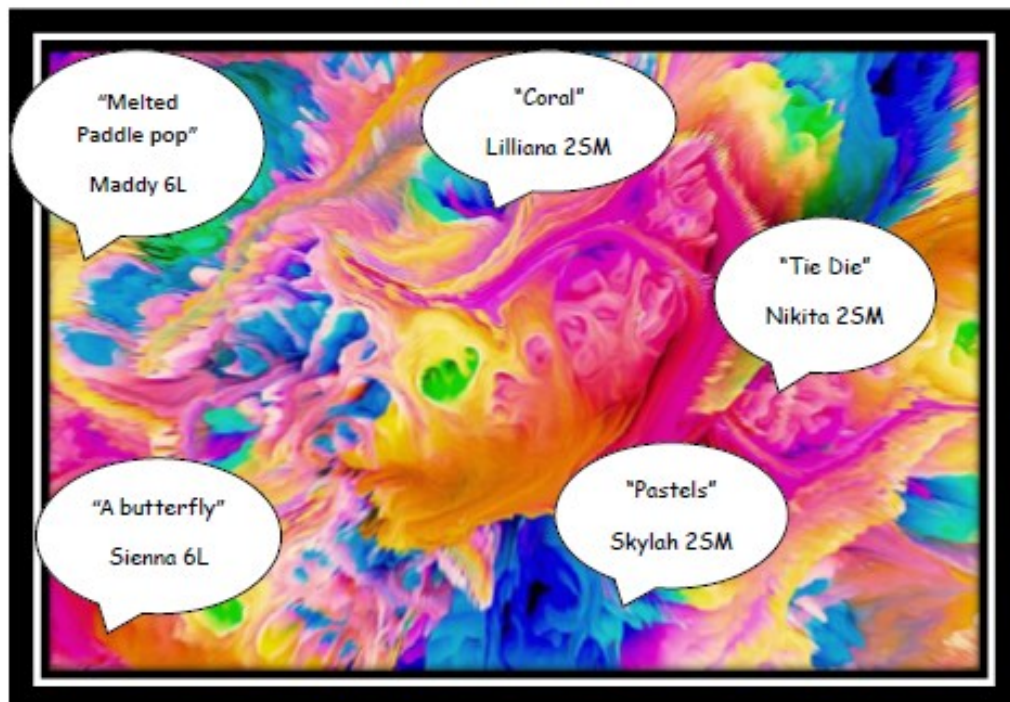 “Melted
Paddle pop”
Maddy 6L
“Coral”
Lilliana 2SM
“Tie Die”
Nikita 2SM
“Pastels”
Skylah 2SM
“A butterfly”
Sienna 6L